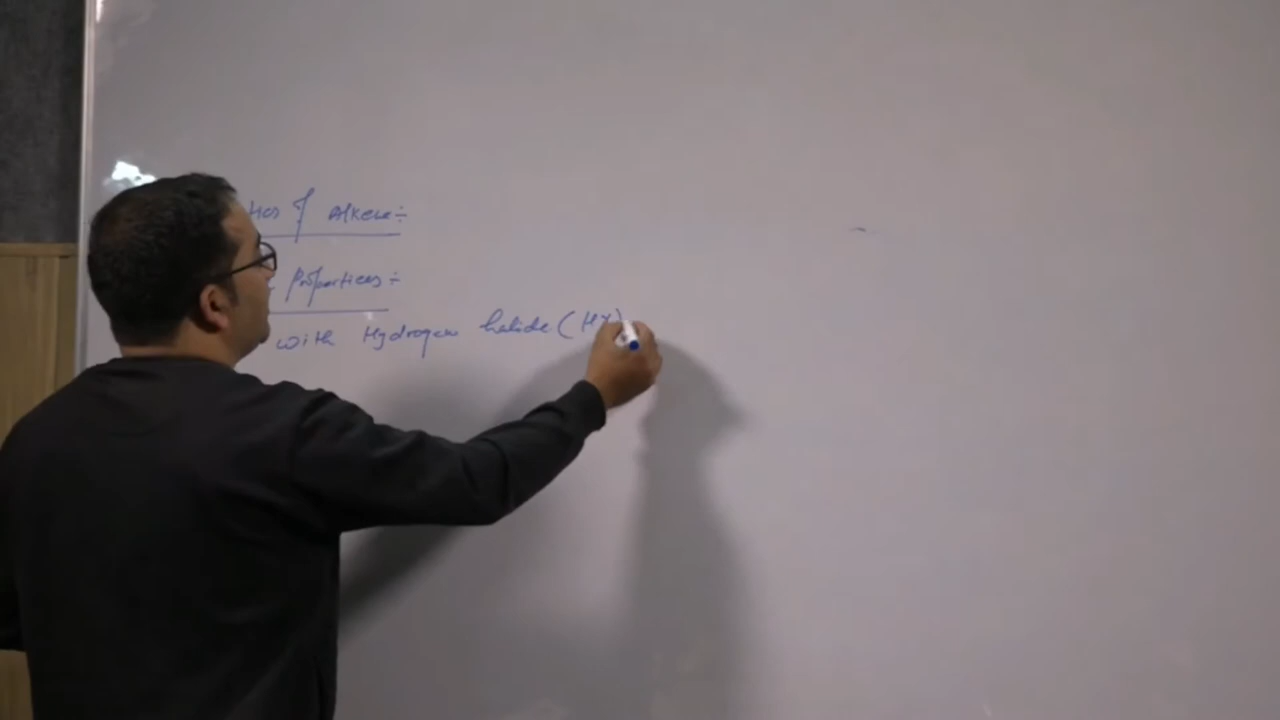 of Alkene ÷
Properties ÷
with Hydrogen halide (HX)